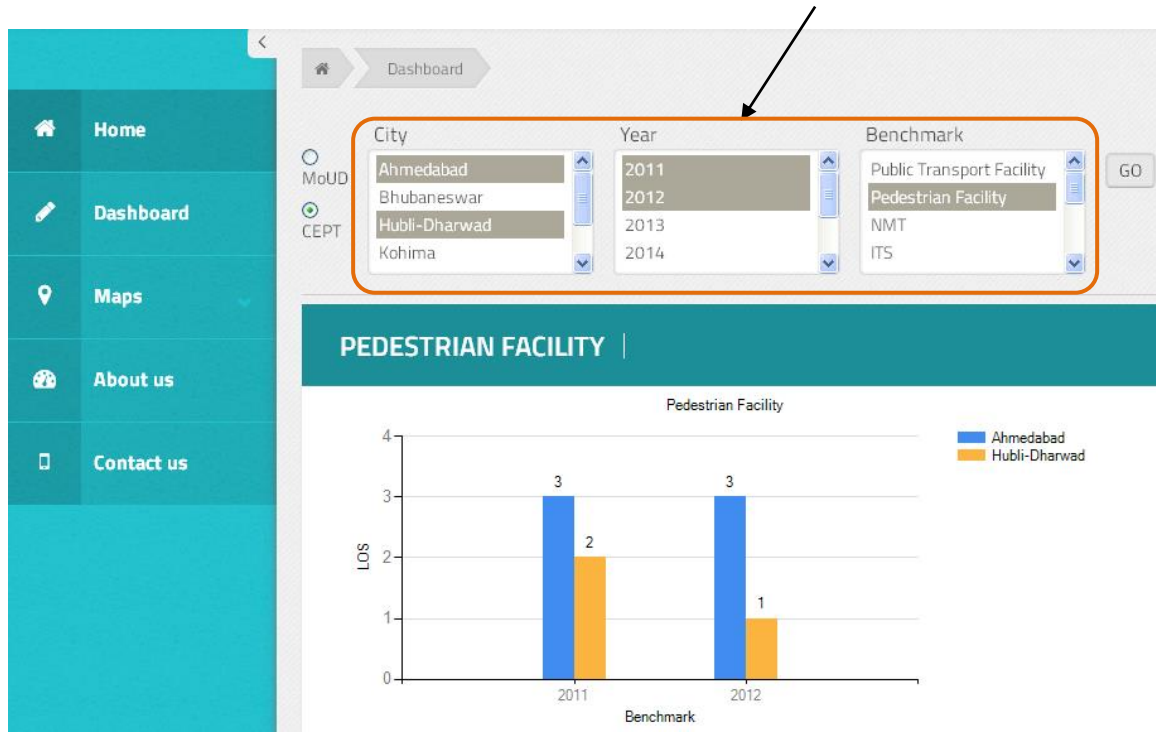 Dashboard
Home
Dashboard
Maps
About us
Contact us
MoUD
CEPT
City
Ahmedabad
Bhubaneswar
Hubli-Dharwad
Kohima
Year
2011
2012
2013
2014
Benchmark
Public Transport Facility
Pedestrian Facility
NMT
ITS
GO
PEDESTRIAN FACILITY
Pedestrian Facility
4
3
2
1
0
LOS
3
2
3
1
2011
2012
Benchmark
Ahmedabad
Hubli-Dharwad